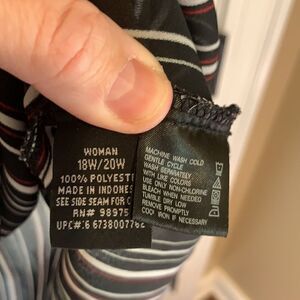 WOMAN
18W/20W
100% POLYEST
MADE IN INDONES
SEE SIDE SEAM FOR C
RN# 98975
MACHINE WASH COLD
GENTLE CYCLE
WASH SEPARATELY
WITH LIKE COLORS
USE ONLY NON-CHLORINE
BLEACH WHEN NEEDED
TUMBLE DRY LOW
REMOVE PROMPTLY
COOL IRON IF NECESSARY